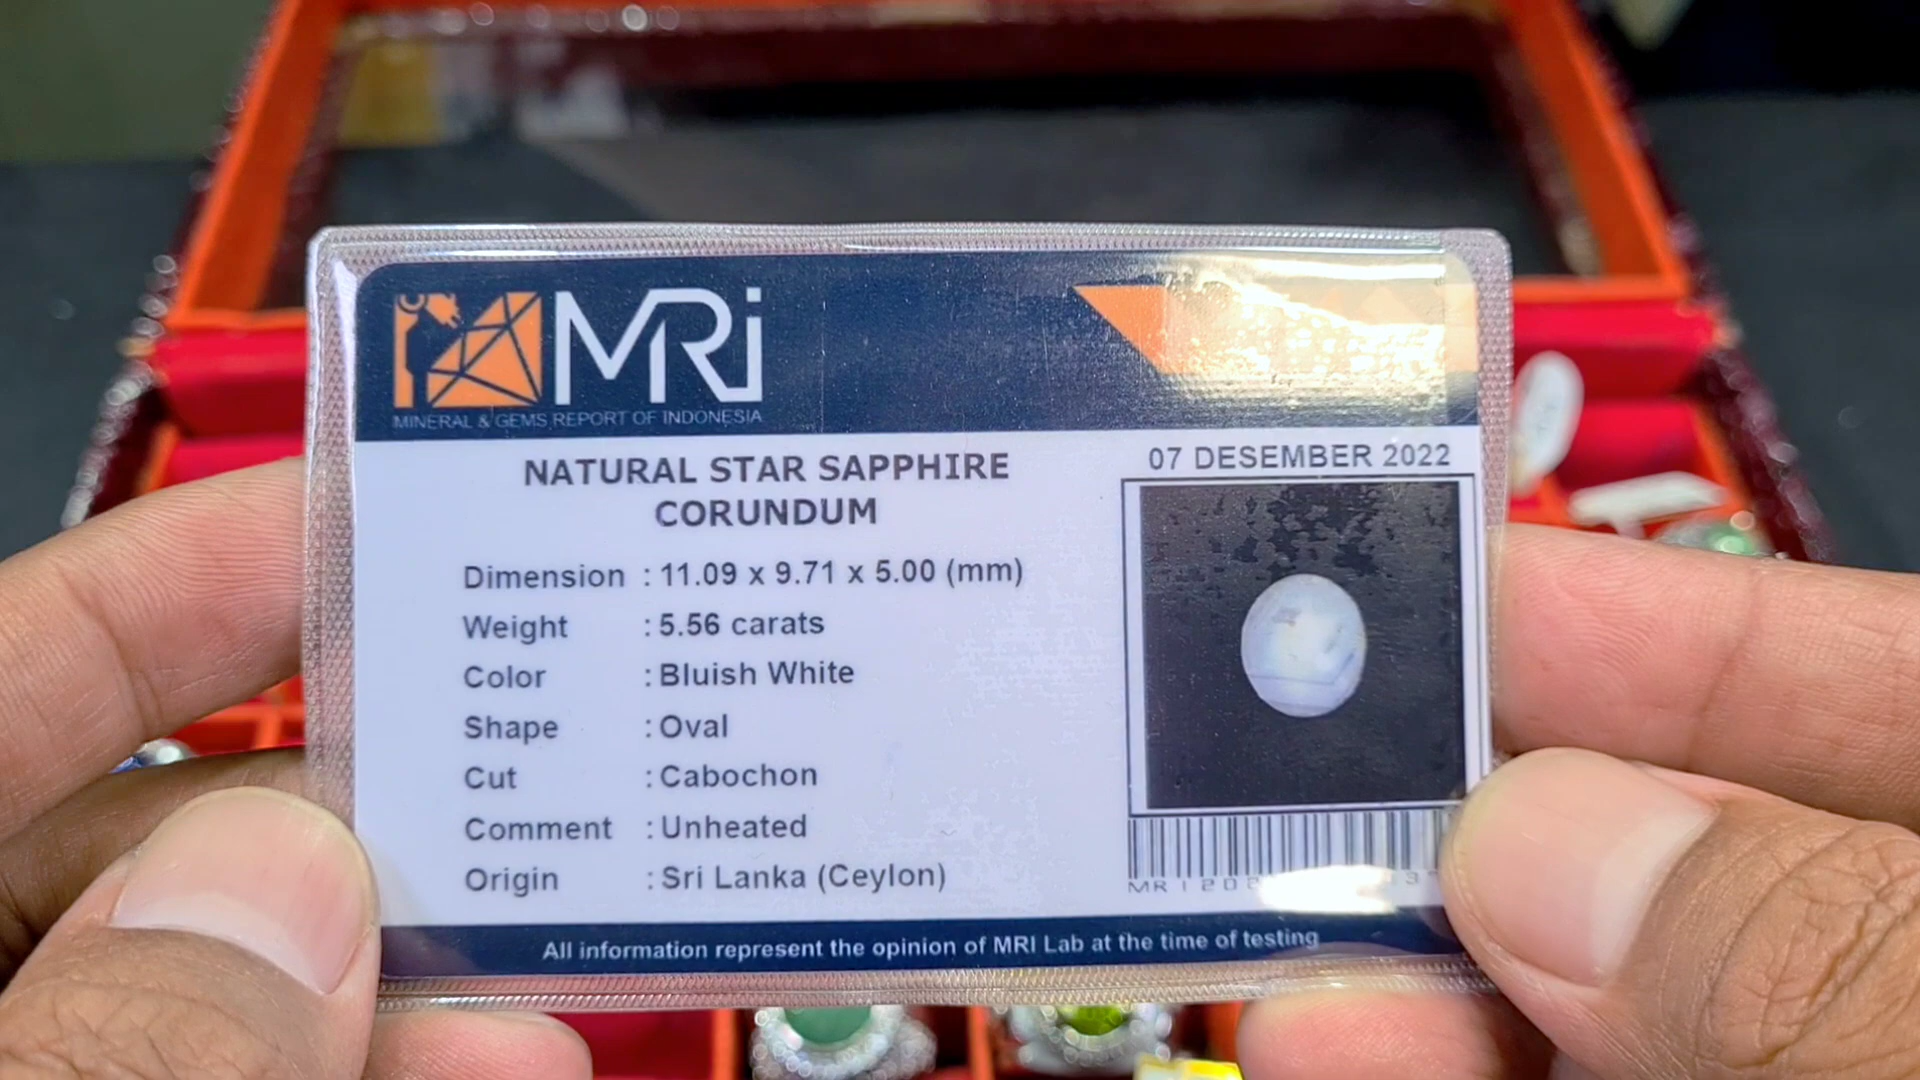 MRi
MINERAL & GEMS REPORT OF INDONESIA
07 DESEMBER 2022
NATURAL STAR SAPPHIRE
CORUNDUM
Dimension : 11.09 x 9.71 x 5.00 (mm)
Weight : 5.56 carats
Color : Bluish White
Shape : Oval
Cut : Cabochon
Comment : Unheated
Origin : Sri Lanka (Ceylon)
All information represent the opinion of MRI Lab at the time of testing